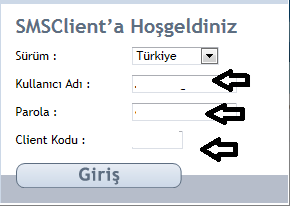 SMSClient’a Hoşgeldiniz
Sürüm : Türkiye
Kullanıcı Adı :
Parola :
Client Kodu :
Giriş